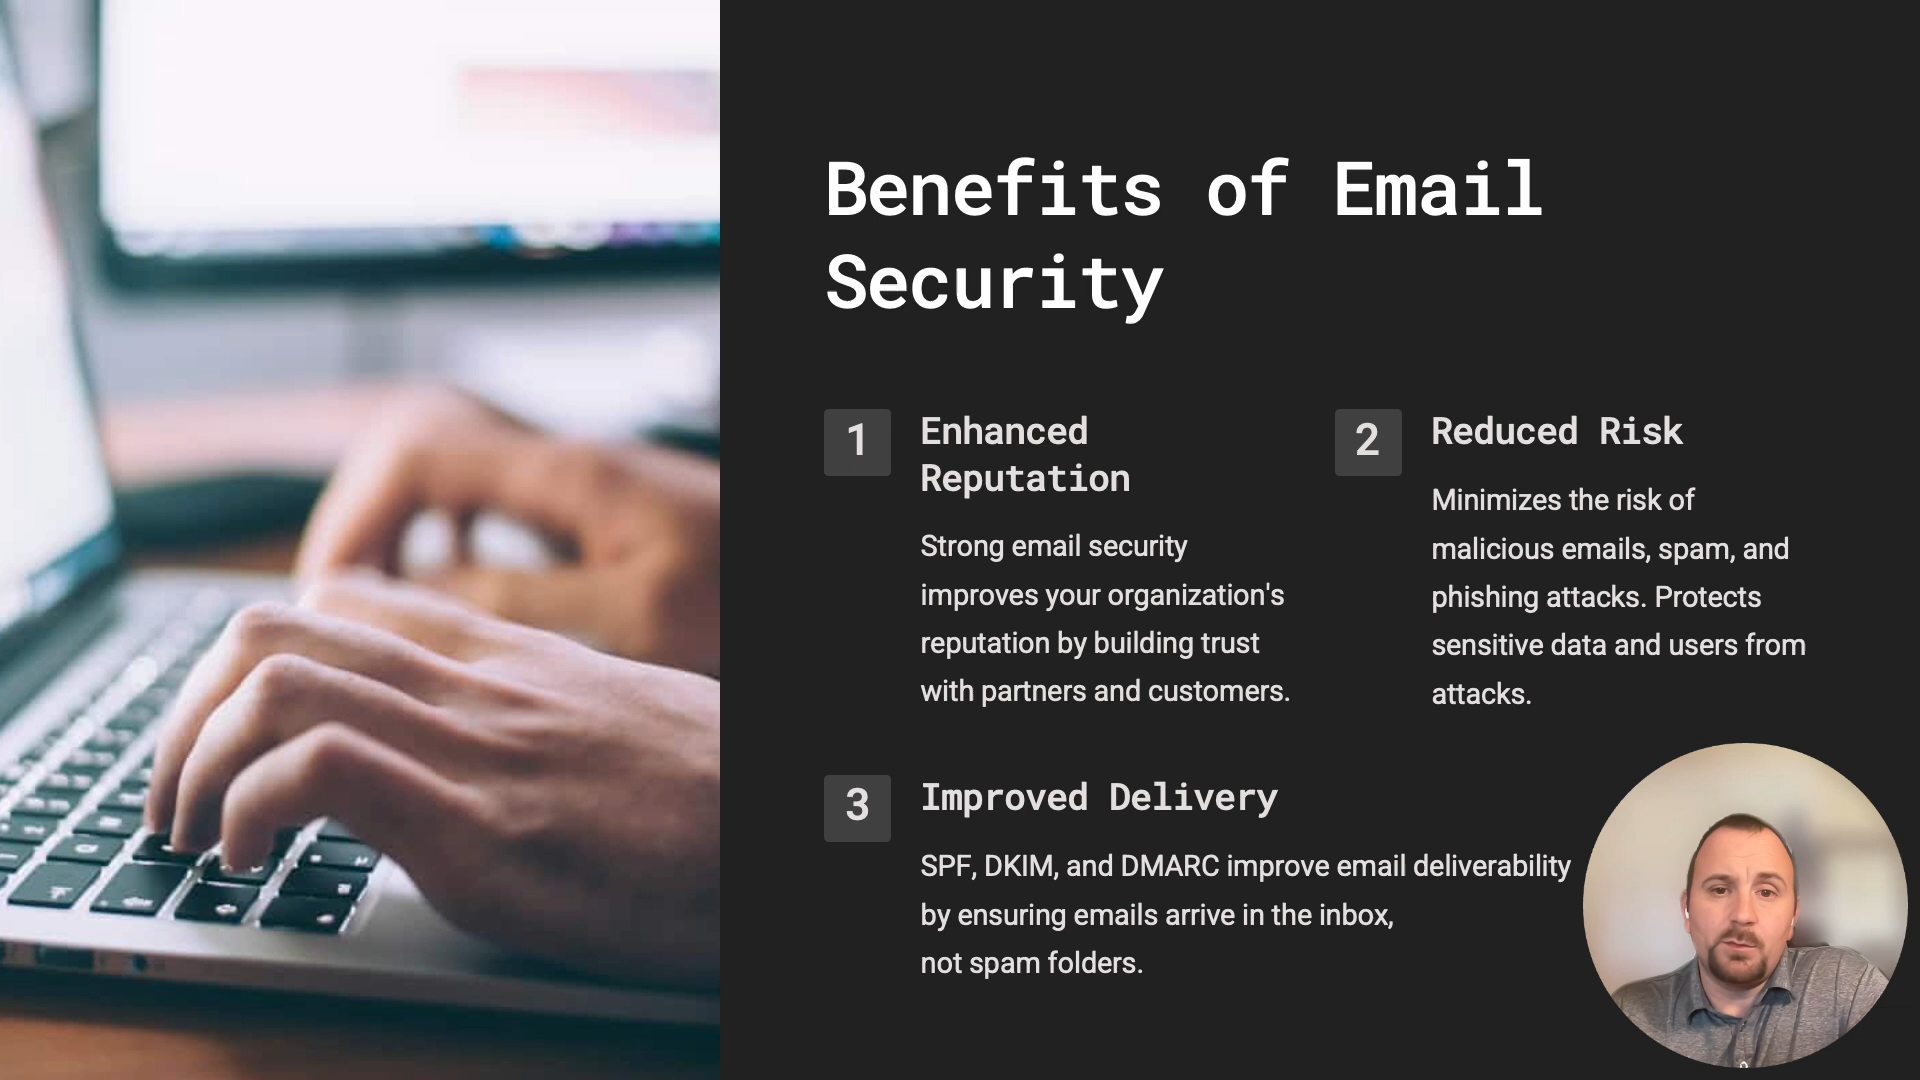 Benefits of Email
Security
1
Enhanced
Reputation
Strong email security
improves your organization's
reputation by building trust
with partners and customers.
2
Reduced Risk
Minimizes the risk of
malicious emails, spam, and
phishing attacks. Protects
sensitive data and users from
attacks.
3
Improved Delivery
SPF, DKIM, and DMARC improve email deliverability
by ensuring emails arrive in the inbox,
not spam folders.